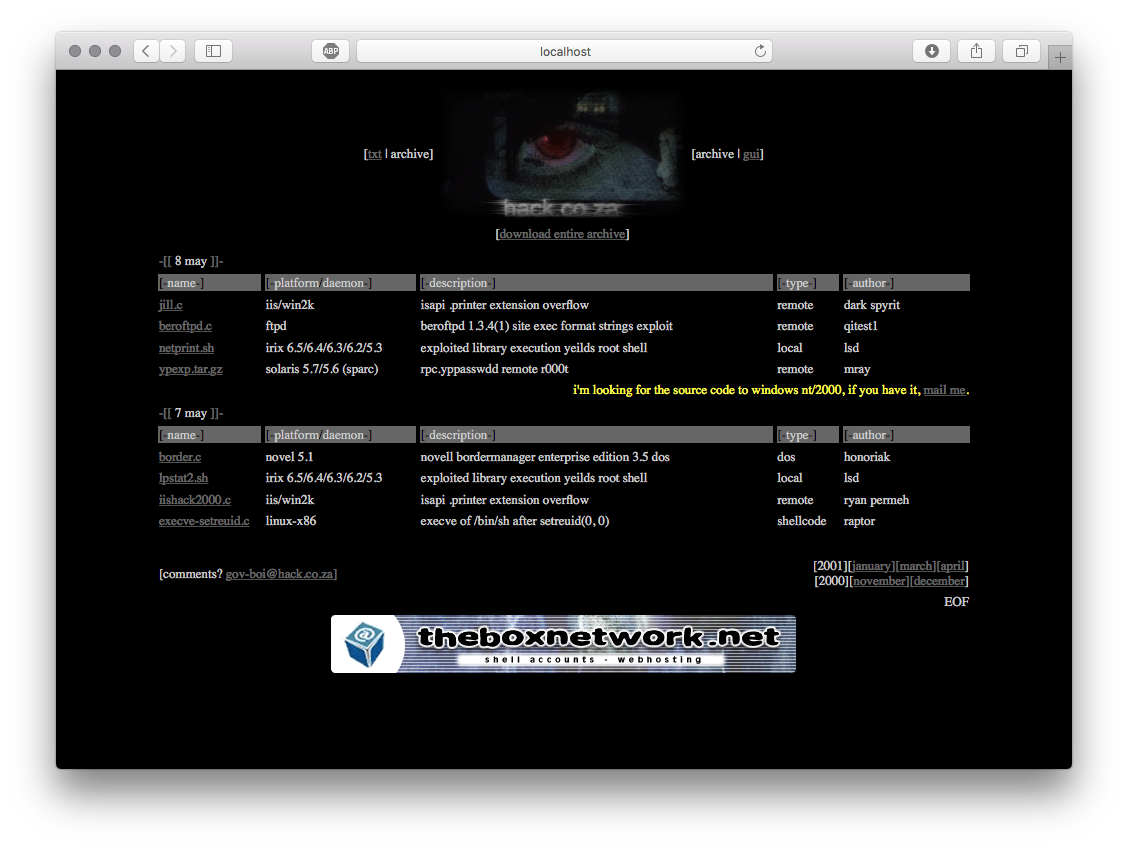 ABP
localhost
[txt | archive]
[archive | gui]
hack.co.za
[download entire archive]
-[[ 8 may ]]-
[-name-] [-platform/daemon-] [-description-] [-type-] [-author-]
jill.c iis/win2k isapi .printer extension overflow remote dark spyrit
beroftpd.c ftpd beroftpd 1.3.4(1) site exec format strings exploit remote qitest1
netprint.sh irix 6.5/6.4/6.3/6.2/5.3 exploited library execution yeilds root shell local lsd
ypexp.tar.gz solaris 5.7/5.6 (sparc) rpc.yppasswdd remote r000t remote mray
i'm looking for the source code to windows nt/2000, if you have it, mail me.
-[[ 7 may ]]-
[-name-] [-platform/daemon-] [-description-] [-type-] [-author-]
border.c novel 5.1 novell bordermanager enterprise edition 3.5 dos dos honoriak
lpstat2.sh irix 6.5/6.4/6.3/6.2/5.3 exploited library execution yeilds root shell local lsd
iishack2000.c iis/win2k isapi .printer extension overflow remote ryan permeh
execve-setreuid.c linux-x86 execve of /bin/sh after setreuid(0, 0) shellcode raptor
[comments? gov-boi@hack.co.za]
[2001][january][march][april]
[2000][november][december]
EOF
@
theboxnetwork.net
shell accounts - webhosting